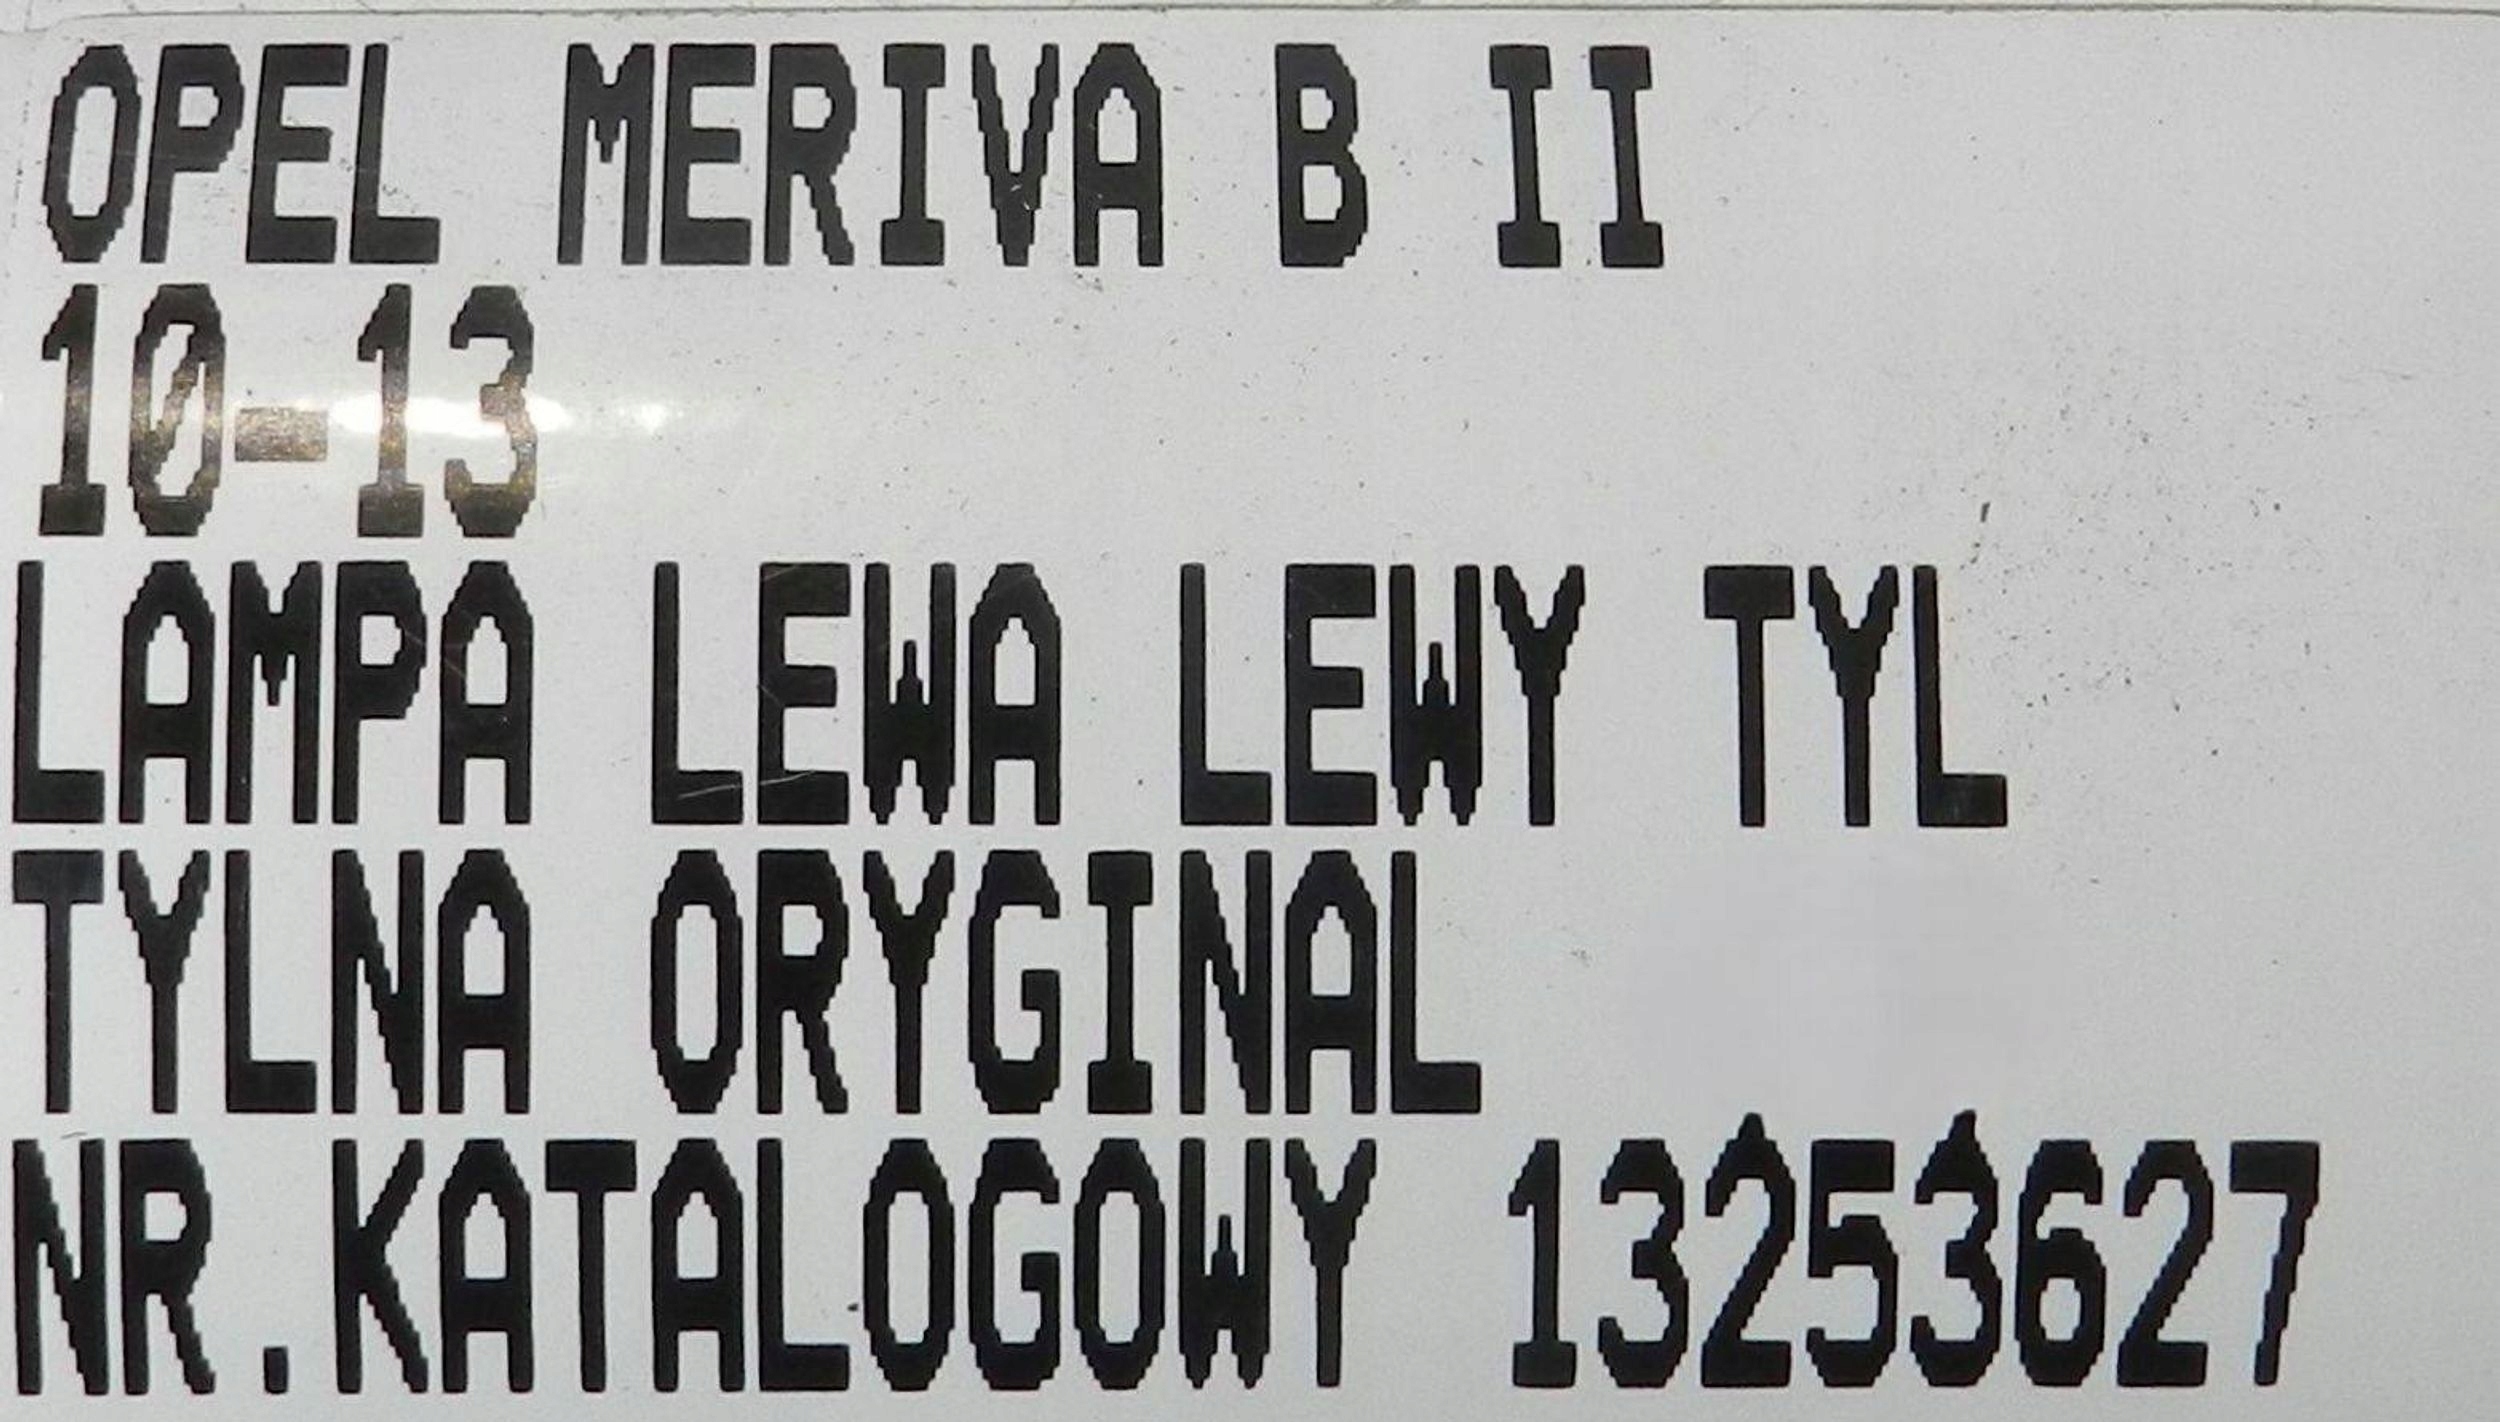 OPEL MERIVA B II
10-13
LAMPA LEWA LEWY TYL
TYLNA ORYGINAL
NR.KATALOGOWY 13253627